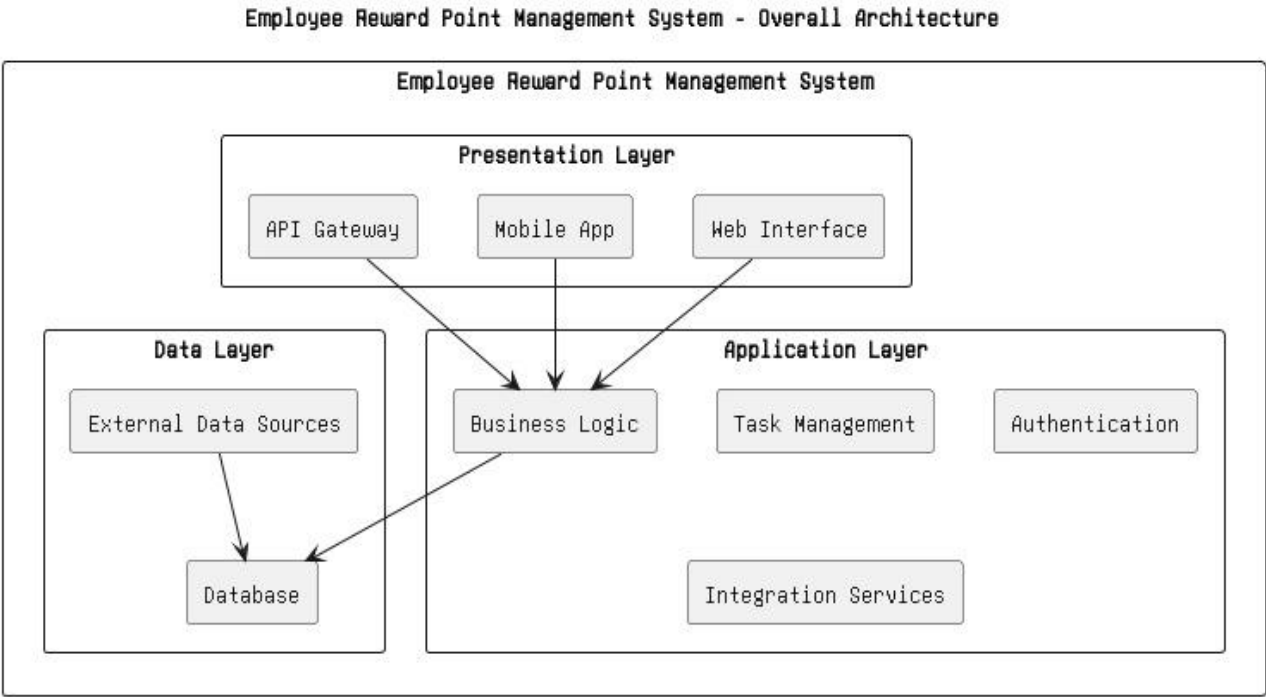 Employee Reward Point Management System - Overall Architecture
Employee Reward Point Management System
Presentation Layer
API Gateway
Mobile App
Web Interface
Data Layer
External Data Sources
Database
Application Layer
Business Logic
Task Management
Authentication
Integration Services